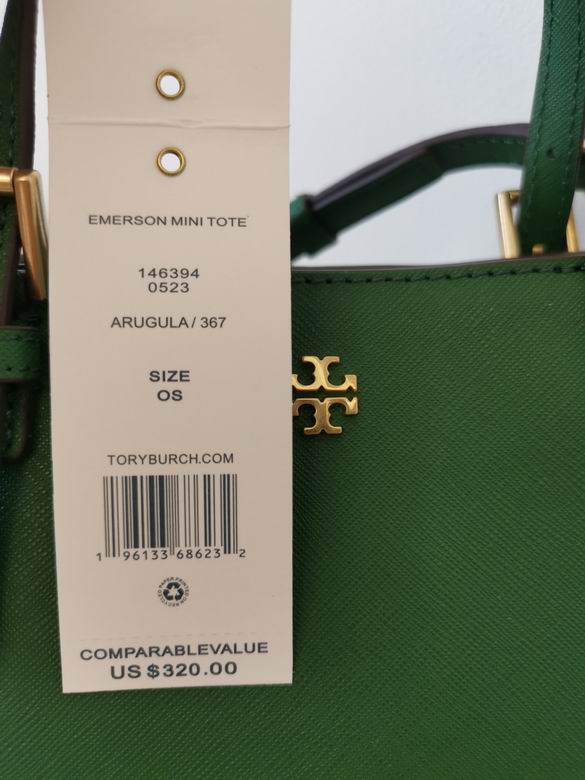 EMERSON MINI TOTE
146394
0523
ARUGULA / 367
SIZE
OS
TORYBURCH.COM
1 96133 68623 2
COMPARABLEVALUE
US $320.00